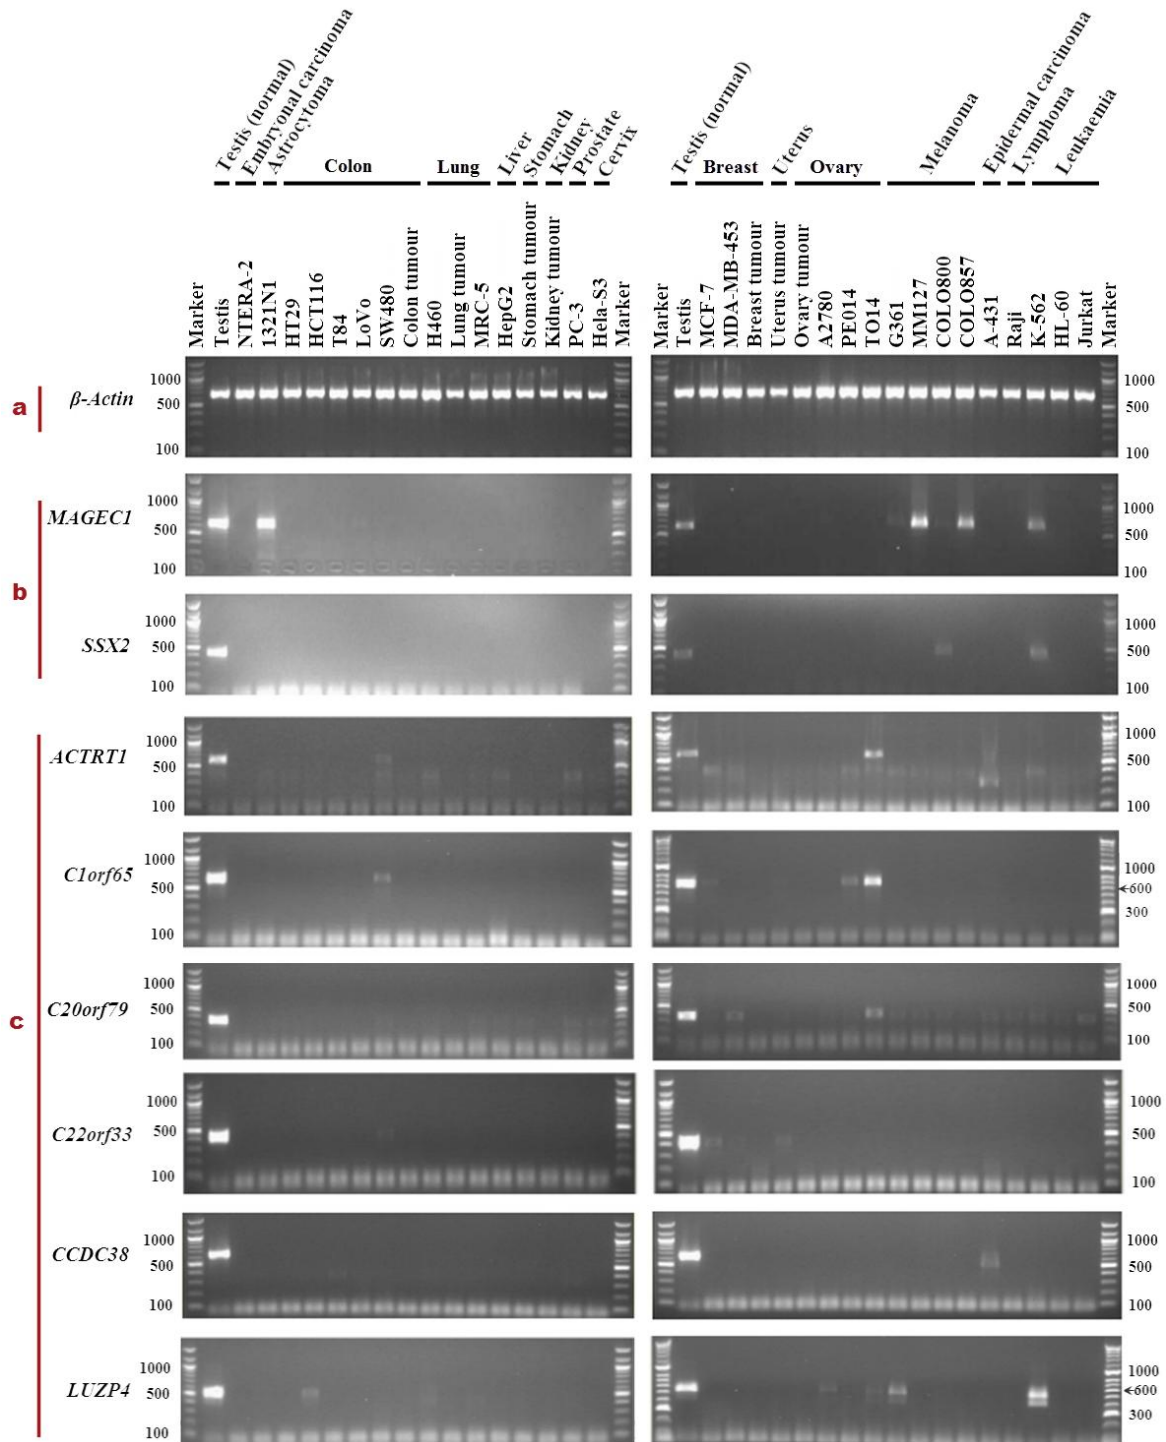 Testis (normal)
Embryonal carcinoma
Astrocytoma
Colon
Lung
Liver
Stomach
Kidney
Prostate
Cervix
Testis (normal)
Breast
Uterus
Ovary
Melanoma
Epidermal carcinoma
Lymphoma
Leukaemia
Marker
Testis
NTERA-2
1321N1
HT29
HCT116
T84
LoVo
SW480
Colon tumour
H460
Lung tumour
MRC-5
HepG2
Stomach tumour
Kidney tumour
PC-3
Hela-S3
Marker
Marker
Testis
MCF-7
MDA-MB-453
Breast tumour
Uterus tumour
Ovary tumour
A2780
PE014
TO14
G361
MM127
COLO800
COLO857
A-431
Raji
K-562
HL-60
Jurkat
Marker
a
β-Actin
1000
500
100
1000
500
100
b
MAGEC1
1000
500
100
1000
500
100
SSX2
1000
500
100
1000
500
100
c
ACTRT1
1000
500
100
1000
500
100
C1orf65
1000
500
100
1000
←600
300
C20orf79
1000
500
100
1000
500
100
C22orf33
1000
500
100
1000
500
100
CCDC38
1000
500
100
1000
500
100
LUZP4
1000
500
100
1000
←600
300